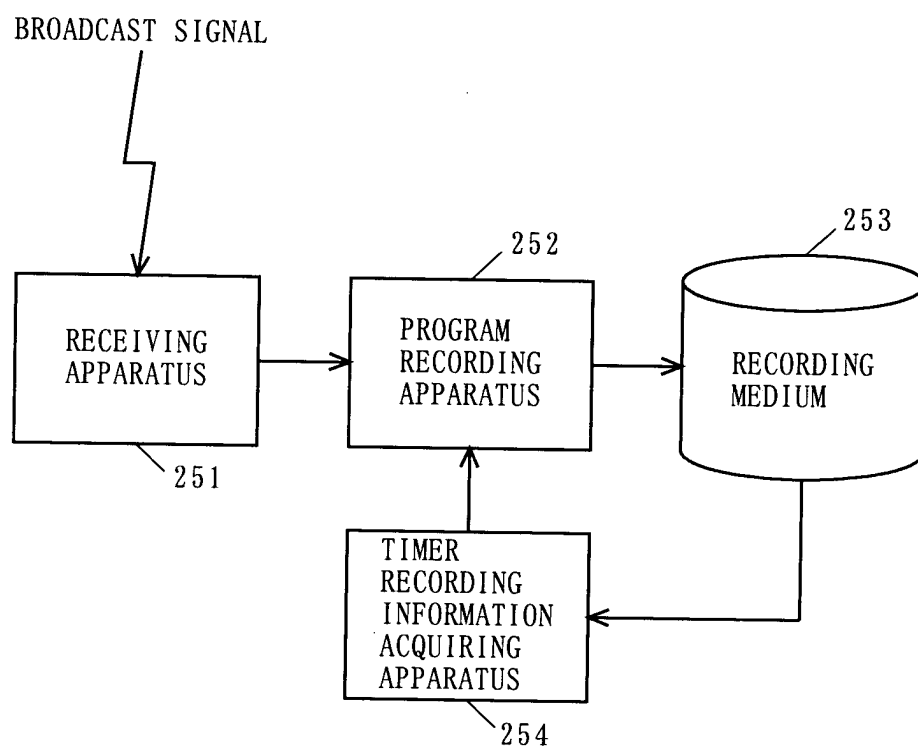 BROADCAST SIGNAL
252
253
RECEIVING
APPARATUS
PROGRAM
RECORDING
APPARATUS
RECORDING
MEDIUM
251
TIMER
RECORDING
INFORMATION
ACQUIRING
APPARATUS
254